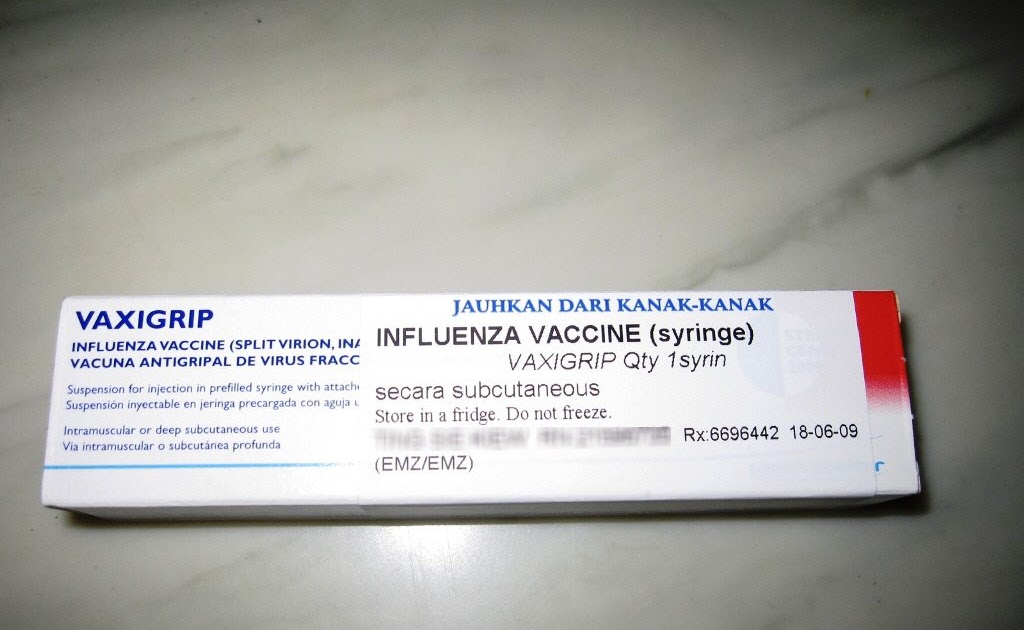 VAXIGRIP
INFLUENZA VACCINE (SPLIT VIRION, INA
VACUNA ANTIGRIPAL DE VIRUS FRACC
Suspension for injection in prefilled syringe with attache
Suspensión inyectable en jeringa precargada con aguja u
Intramuscular or deep subcutaneous use
Vía intramuscular o subcutánea profunda
JAUHKAN DARI KANAK-KANAK
INFLUENZA VACCINE (syringe)
VAXIGRIP Qty 1syrin
secara subcutaneous
Store in a fridge. Do not freeze.
Rx:6696442 18-06-09
(EMZ/EMZ)